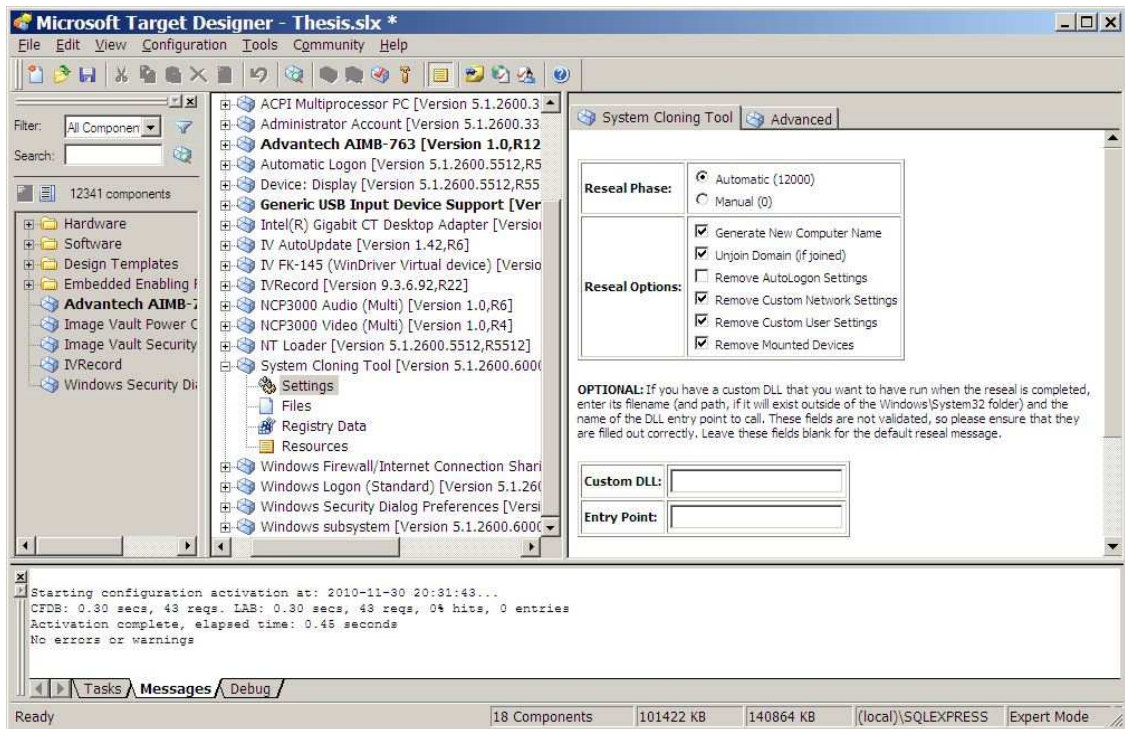 Microsoft Target Designer - Thesis.slx *
File Edit View Configuration Tools Community Help
Filter: All Componen
Search:
12341 components
Hardware
Software
Design Templates
Embedded Enabling F
Advantech AIMB-7
Image Vault Power C
Image Vault Security
IVRecord
Windows Security Dia
ACPI Multiprocessor PC [Version 5.1.2600.3
Administrator Account [Version 5.1.2600.33
Advantech AIMB-763 [Version 1.0,R12
Automatic Logon [Version 5.1.2600.5512,R5
Device: Display [Version 5.1.2600.5512,R55
Generic USB Input Device Support [Ver
Intel(R) Gigabit CT Desktop Adapter [Version
IV AutoUpdate [Version 1.42,R6]
IV FK-145 (WinDriver Virtual device) [Versio
IVRecord [Version 9.3.6.92,R22]
NCP3000 Audio (Multi) [Version 1.0,R6]
NCP3000 Video (Multi) [Version 1.0,R4]
NT Loader [Version 5.1.2600.5512,R5512]
System Cloning Tool [Version 5.1.2600.6000
Settings
Files
Registry Data
Resources
Windows Firewall/Internet Connection Shari
Windows Logon (Standard) [Version 5.1.260
Windows Security Dialog Preferences [Versi
Windows subsystem [Version 5.1.2600.6000
System Cloning Tool Advanced
Reseal Phase:
Automatic (12000)
Manual (0)
Reseal Options:
Generate New Computer Name
Unjoin Domain (if joined)
Remove AutoLogon Settings
Remove Custom Network Settings
Remove Custom User Settings
Remove Mounted Devices
OPTIONAL: If you have a custom DLL that you want to have run when the reseal is completed,
enter its filename (and path, if it will exist outside of the Windows\System32 folder) and the
name of the DLL entry point to call. These fields are not validated, so please ensure that they
are filled out correctly. Leave these fields blank for the default reseal message.
Custom DLL:
Entry Point:
Starting configuration activation at: 2010-11-30 20:31:43...
CFDB: 0.30 secs, 43 reqs. LAB: 0.30 secs, 43 reqs, 0% hits, 0 entries
Activation complete, elapsed time: 0.45 seconds
No errors or warnings
Tasks Messages Debug
Ready 18 Components 101422 KB 140864 KB (local)\SQLEXPRESS Expert Mode